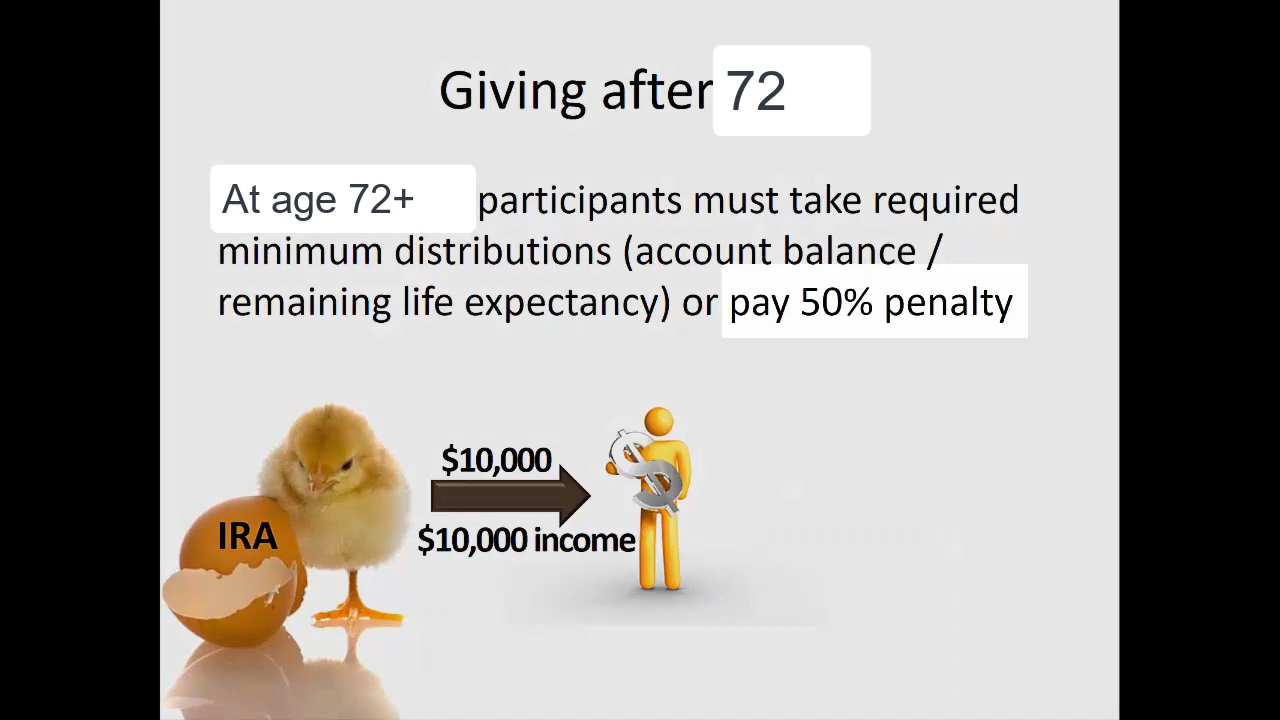 Giving after 72
At age 72+ participants must take required
minimum distributions (account balance /
remaining life expectancy) or pay 50% penalty
$10,000
IRA
$10,000 income